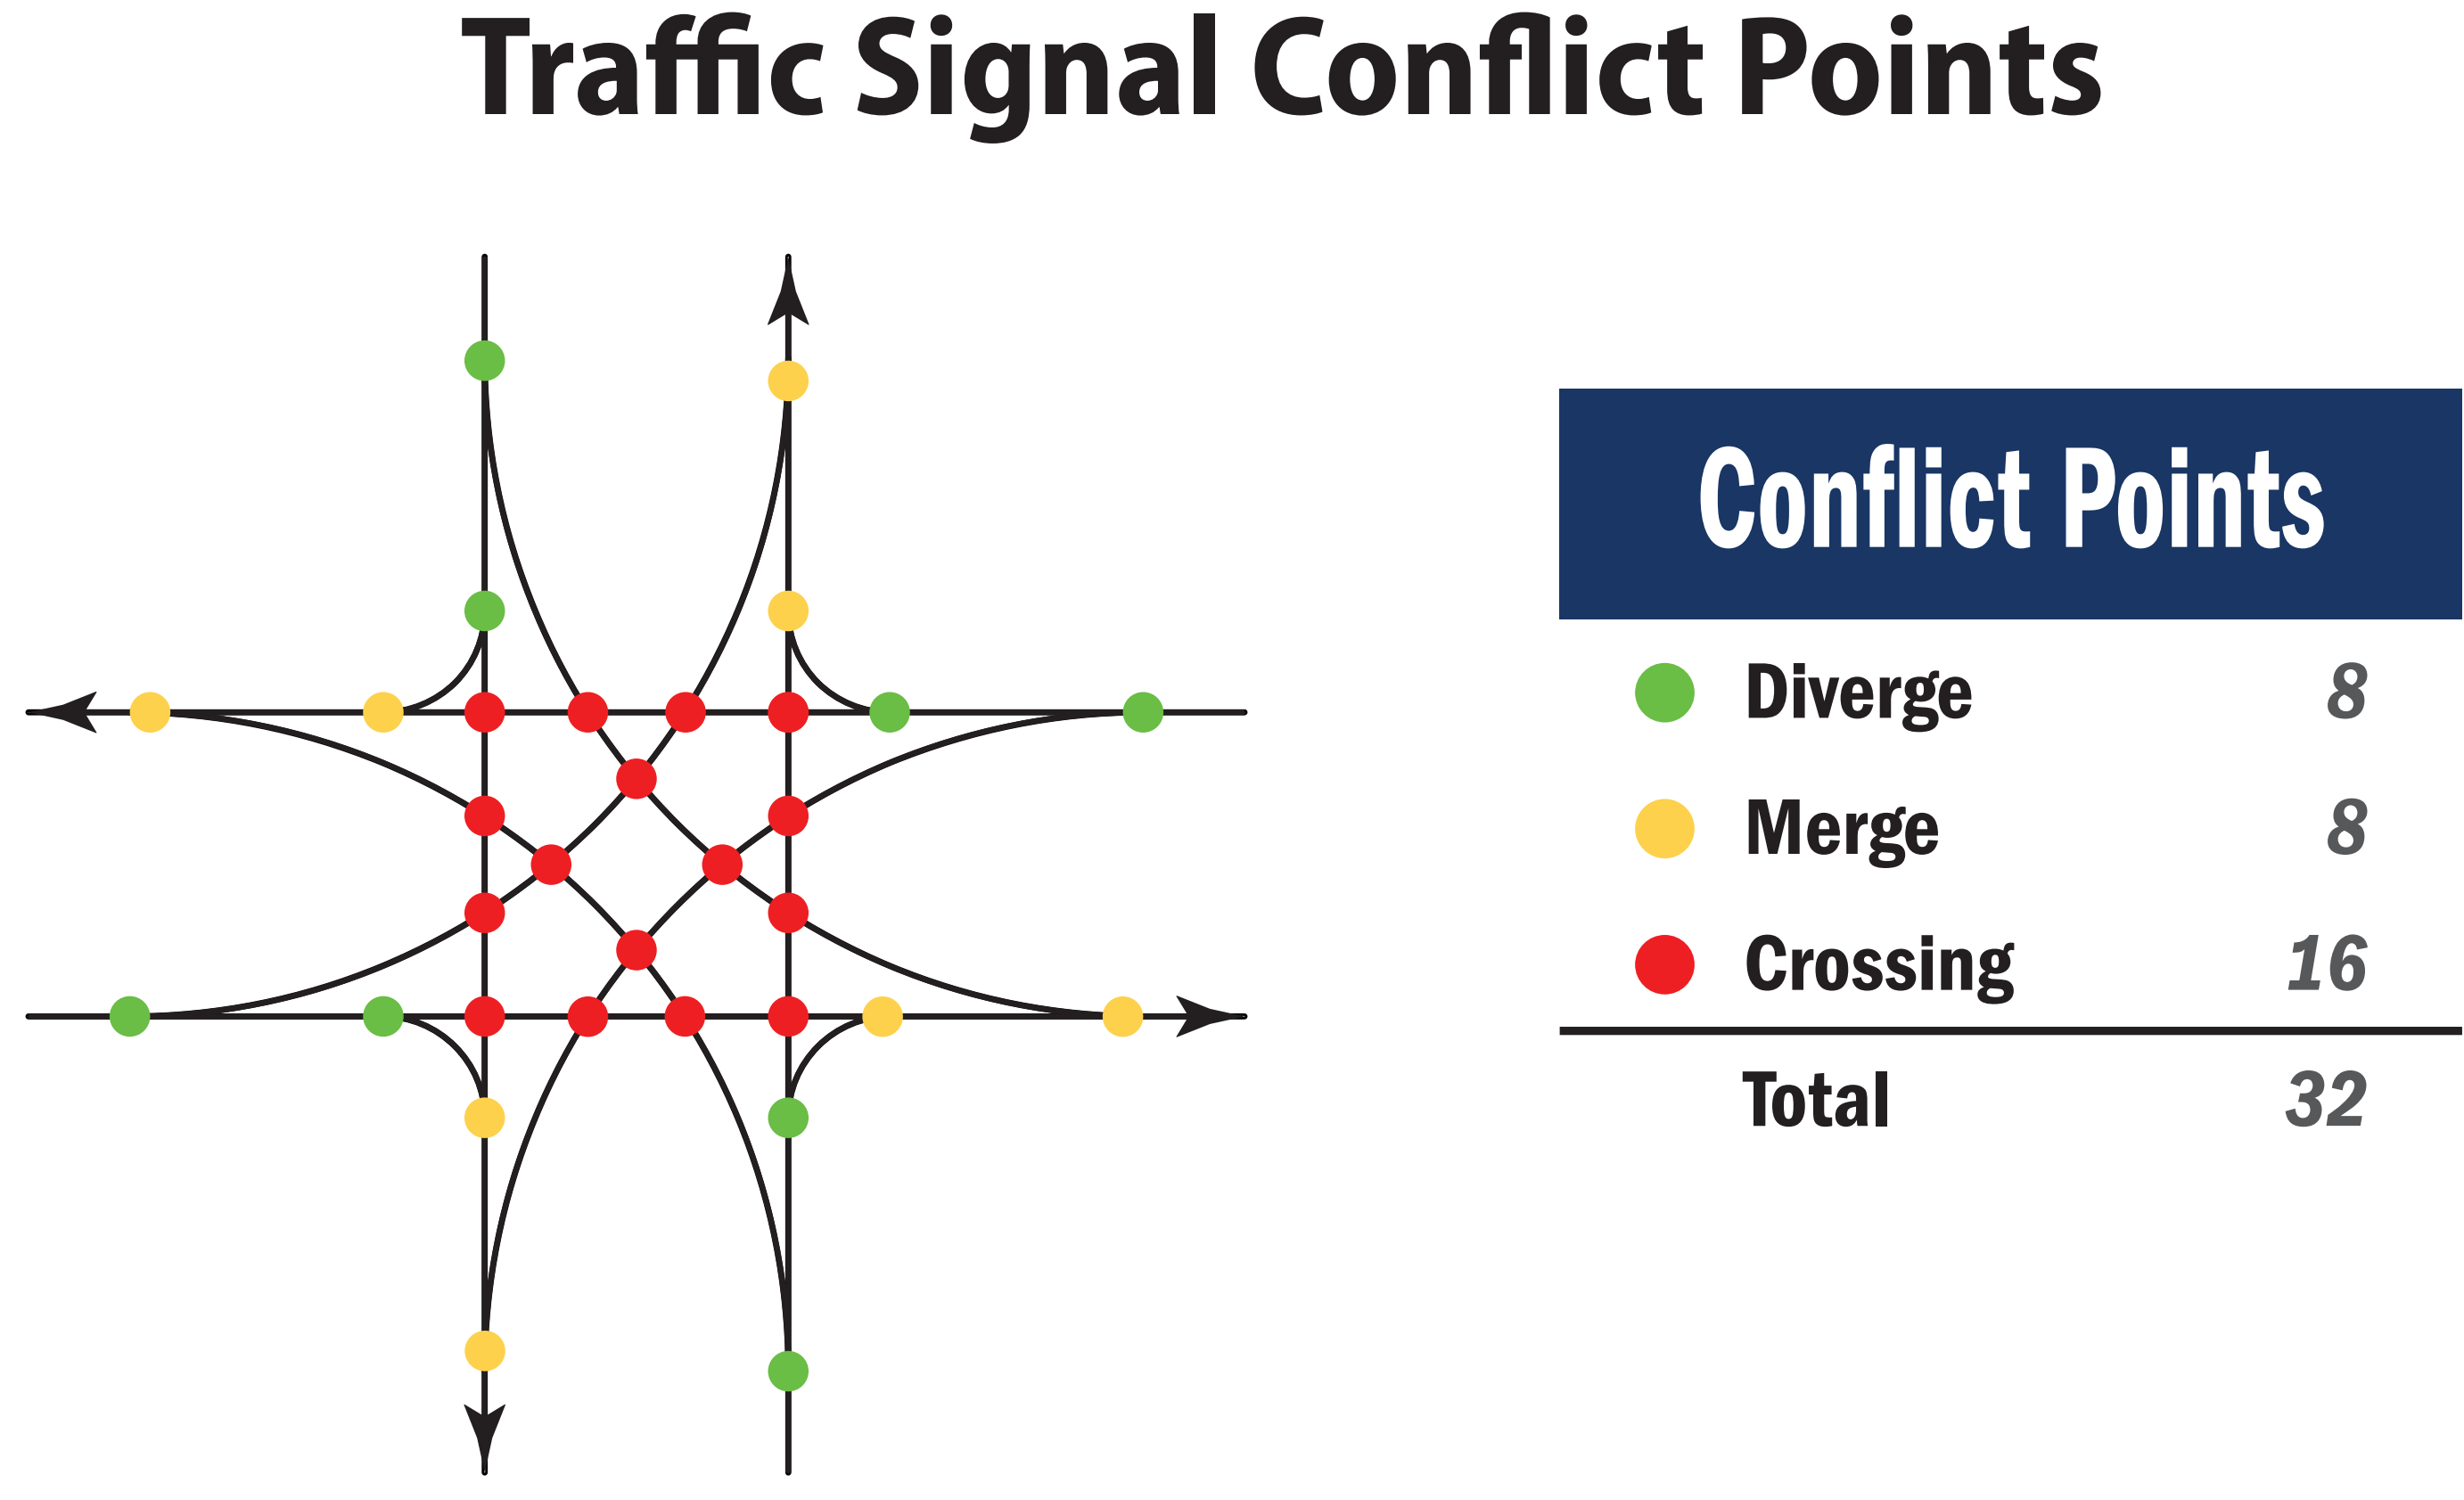 Traffic Signal Conflict Points
Conflict Points
Diverge 8
Merge 8
Crossing 16
Total 32